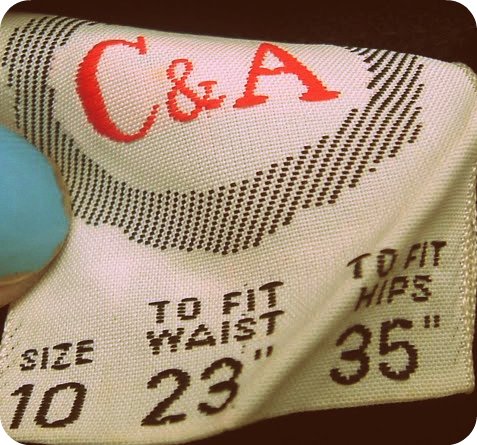 C&A
SIZE
10
TO FIT
WAIST
23"
TO FIT
HIPS
35"